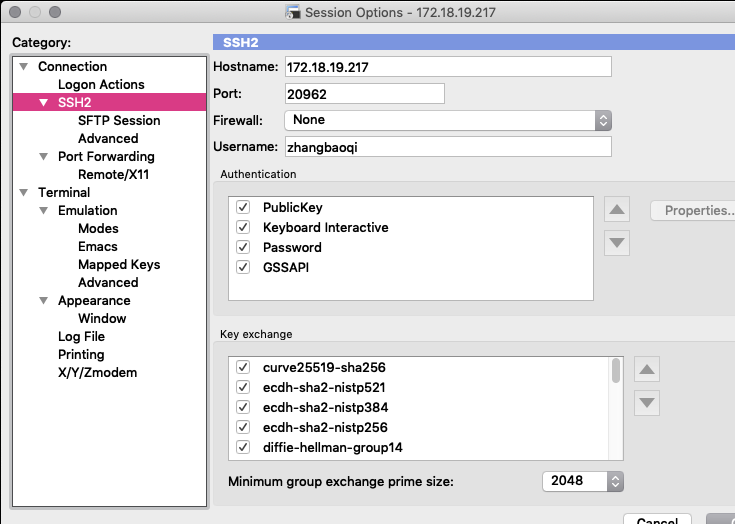 Session Options - 172.18.19.217
Category:
Connection
Logon Actions
SSH2
SFTP Session
Advanced
Port Forwarding
Remote/X11
Terminal
Emulation
Modes
Emacs
Mapped Keys
Advanced
Appearance
Window
Log File
Printing
X/Y/Zmodem
SSH2
Hostname: 172.18.19.217
Port: 20962
Firewall: None
Username: zhangbaoqi
Authentication
PublicKey
Keyboard Interactive
Password
GSSAPI
Properties..
Key exchange
curve25519-sha256
ecdh-sha2-nistp521
ecdh-sha2-nistp384
ecdh-sha2-nistp256
diffie-hellman-group14
Minimum group exchange prime size: 2048
Cancel